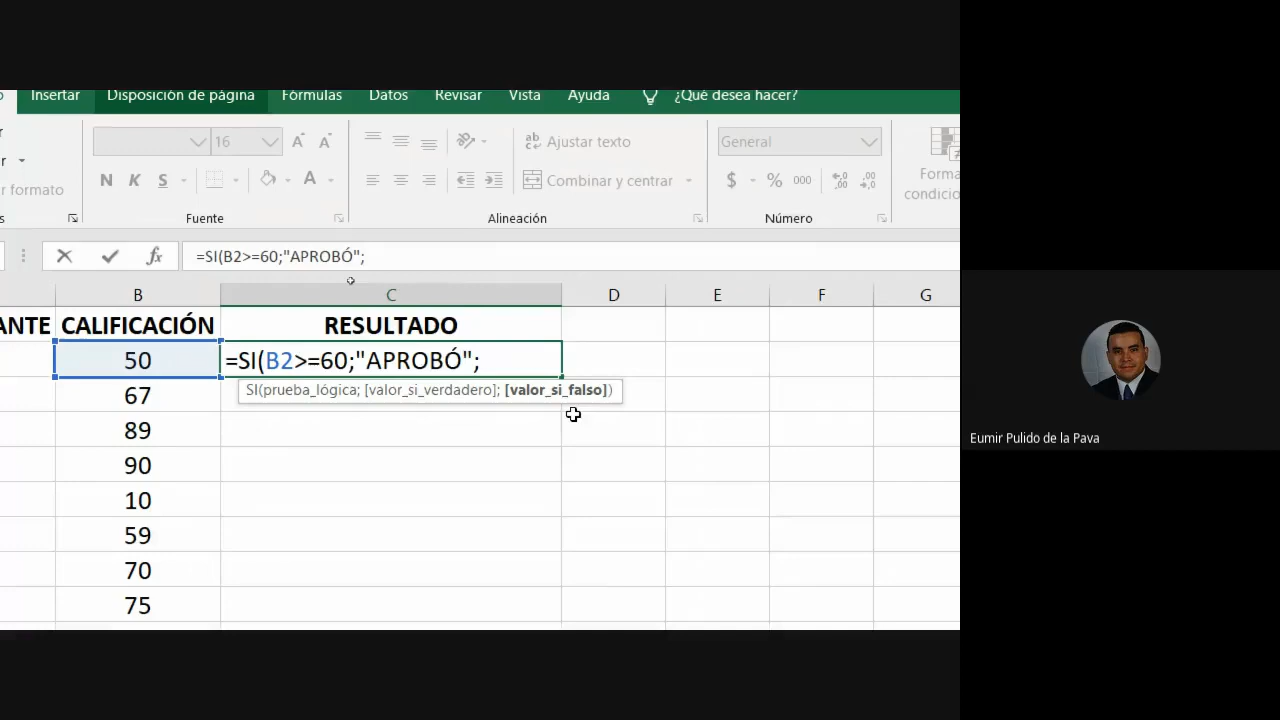 Insertar Disposición de página Fórmulas Datos Revisar Vista Ayuda ¿Qué desea hacer?
16 A A ab Ajustar texto General
r formato N K S A Combinar y centrar $ % 000
Fuente Alineación Número
=SI(B2>=60;"APROBÓ";
B C D E F G
ANTE CALIFICACIÓN RESULTADO
50 =SI(B2>=60;"APROBÓ";
SI(prueba_lógica; [valor_si_verdadero]; [valor_si_falso])
67
89
90
10
59
70
75
Eumir Pulido de la Pava